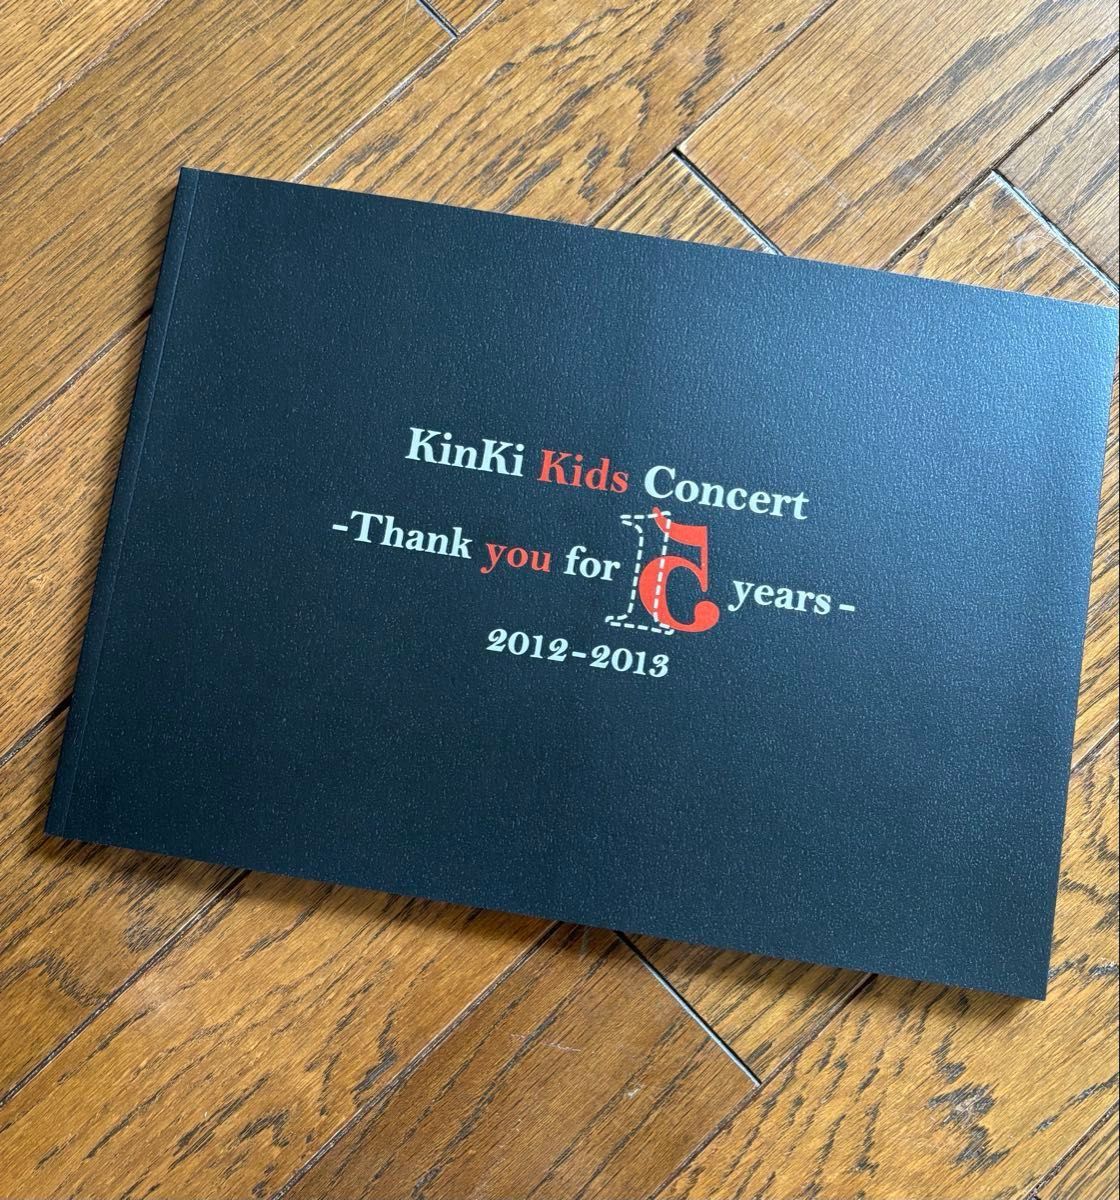 KinKi Kids Concert
-Thank you for 15 years-
2012-2013